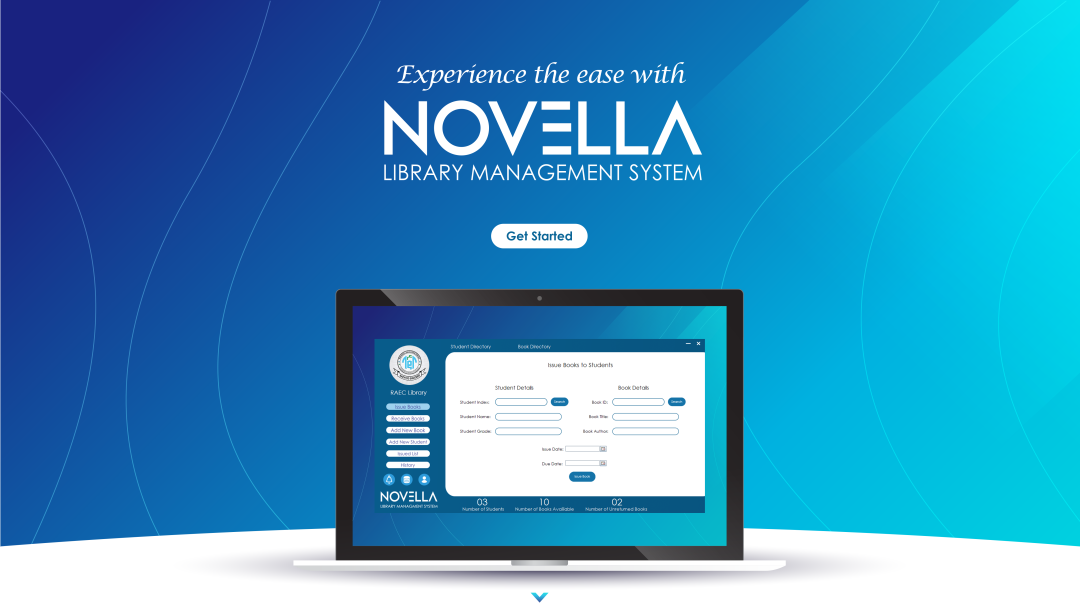 Experience the ease with
NOVELLA
LIBRARY MANAGEMENT SYSTEM
Get Started
Student Directory
Book Directory
Issue Books to Students
RAEC Library
Issue Books
Receive Books
Add New Book
Add New Student
Issued List
History
Student Details
Student Index:
Search
Student Name:
Student Grade:
Book Details
Book ID:
Search
Book Title:
Book Author:
Issue Date:
Due Date:
Issue Book
NOVELLA
LIBRARY MANAGEMENT SYSTEM
03
Number of Students
10
Number of Books Available
02
Number of Unreturned Books